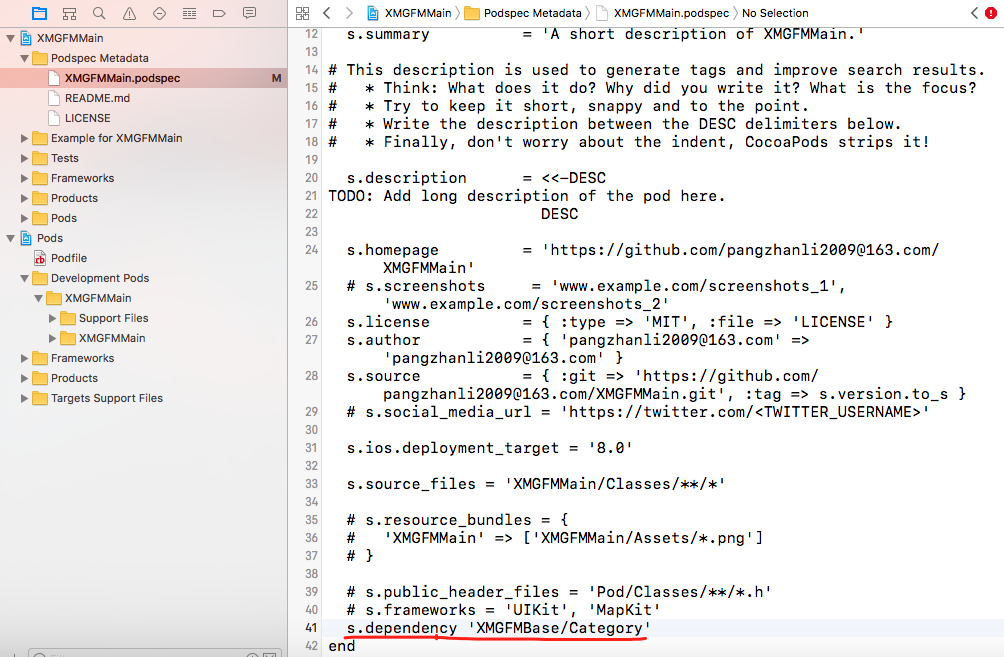 XMGFMMain
Podspec Metadata
XMGFMMain.podspec M
README.md
LICENSE
Example for XMGFMMain
Tests
Frameworks
Products
Pods
Pods
Podfile
Development Pods
XMGFMMain
Support Files
XMGFMMain
Frameworks
Products
Targets Support Files
XMGFMMain Podspec Metadata XMGFMMain.podspec No Selection
12 s.summary = 'A short description of XMGFMMain.'
13
14 # This description is used to generate tags and improve search results.
15 # * Think: What does it do? Why did you write it? What is the focus?
16 # * Try to keep it short, snappy and to the point.
17 # * Write the description between the DESC delimiters below.
18 # * Finally, don't worry about the indent, CocoaPods strips it!
19
20 s.description = <<-DESC
21 TODO: Add long description of the pod here.
22 DESC
23
24 s.homepage = 'https://github.com/pangzhanli2009@163.com/
XMGFMMain'
25 # s.screenshots = 'www.example.com/screenshots_1',
'www.example.com/screenshots_2'
26 s.license = { :type => 'MIT', :file => 'LICENSE' }
27 s.author = { 'pangzhanli2009@163.com' =>
'pangzhanli2009@163.com' }
28 s.source = { :git => 'https://github.com/
pangzhanli2009@163.com/XMGFMMain.git', :tag => s.version.to_s }
29 # s.social_media_url = 'https://twitter.com/<TWITTER_USERNAME>'
30
31 s.ios.deployment_target = '8.0'
32
33 s.source_files = 'XMGFMMain/Classes/**/*'
34
35 # s.resource_bundles = {
36 # 'XMGFMMain' => ['XMGFMMain/Assets/*.png']
37 # }
38
39 # s.public_header_files = 'Pod/Classes/**/*.h'
40 # s.frameworks = 'UIKit', 'MapKit'
41 s.dependency 'XMGFMBase/Category'
42 end